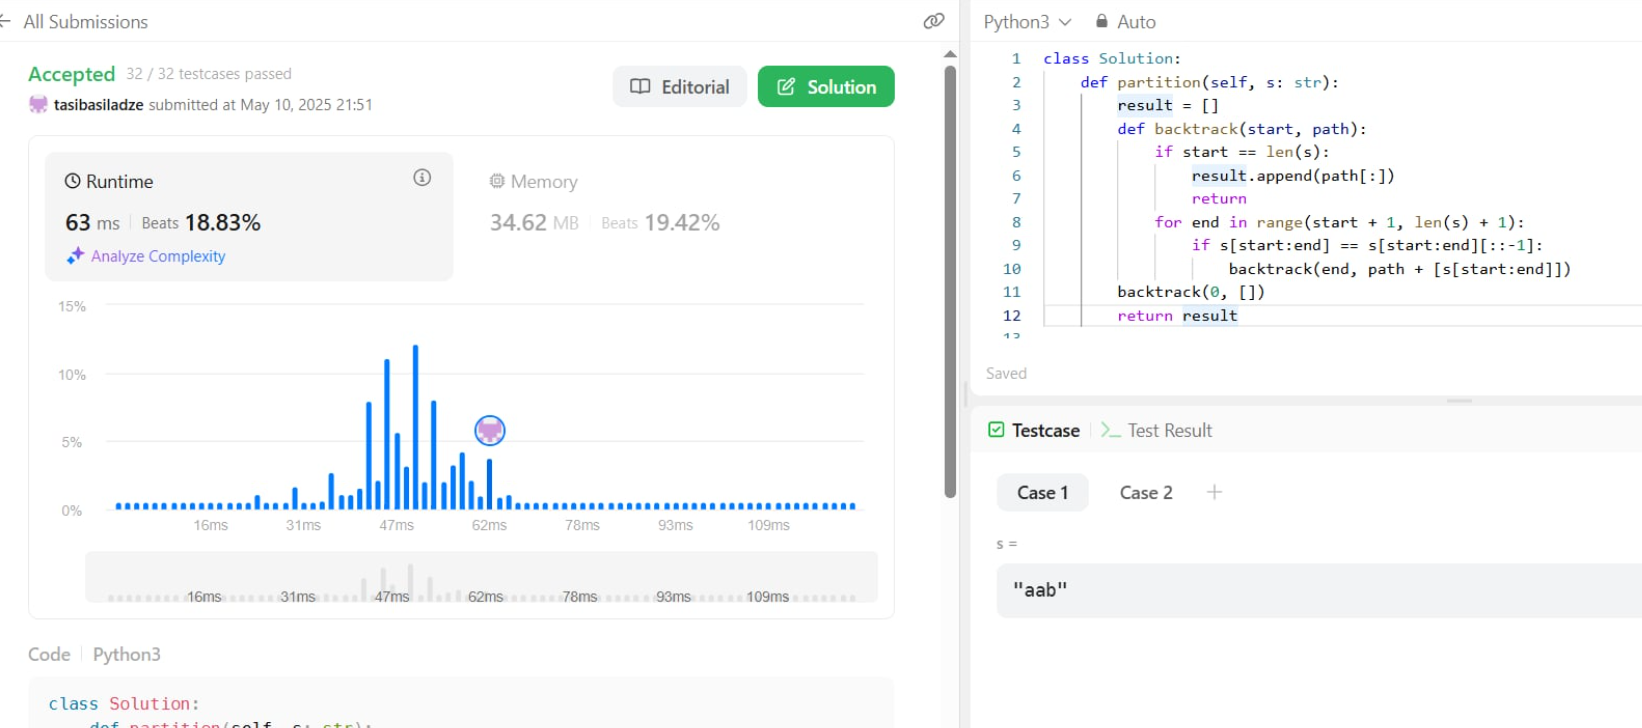 ← All Submissions
Accepted 32 / 32 testcases passed
tasibasiladze submitted at May 10, 2025 21:51
Editorial
Solution
Runtime
63 ms Beats 18.83%
Analyze Complexity
Memory
34.62 MB Beats 19.42%
15%
10%
5%
0%
16ms 31ms 47ms 62ms 78ms 93ms 109ms
16ms 31ms 47ms 62ms 78ms 93ms 109ms
Code Python3
class Solution:
    def partition(self, s: str):
Python3 Auto
1 class Solution:
2     def partition(self, s: str):
3         result = []
4         def backtrack(start, path):
5             if start == len(s):
6                 result.append(path[:])
7                 return
8             for end in range(start + 1, len(s) + 1):
9                 if s[start:end] == s[start:end][::-1]:
10                     backtrack(end, path + [s[start:end]])
11         backtrack(0, [])
12         return result
13
Saved
Testcase >_ Test Result
Case 1 Case 2 +
s =
"aab"